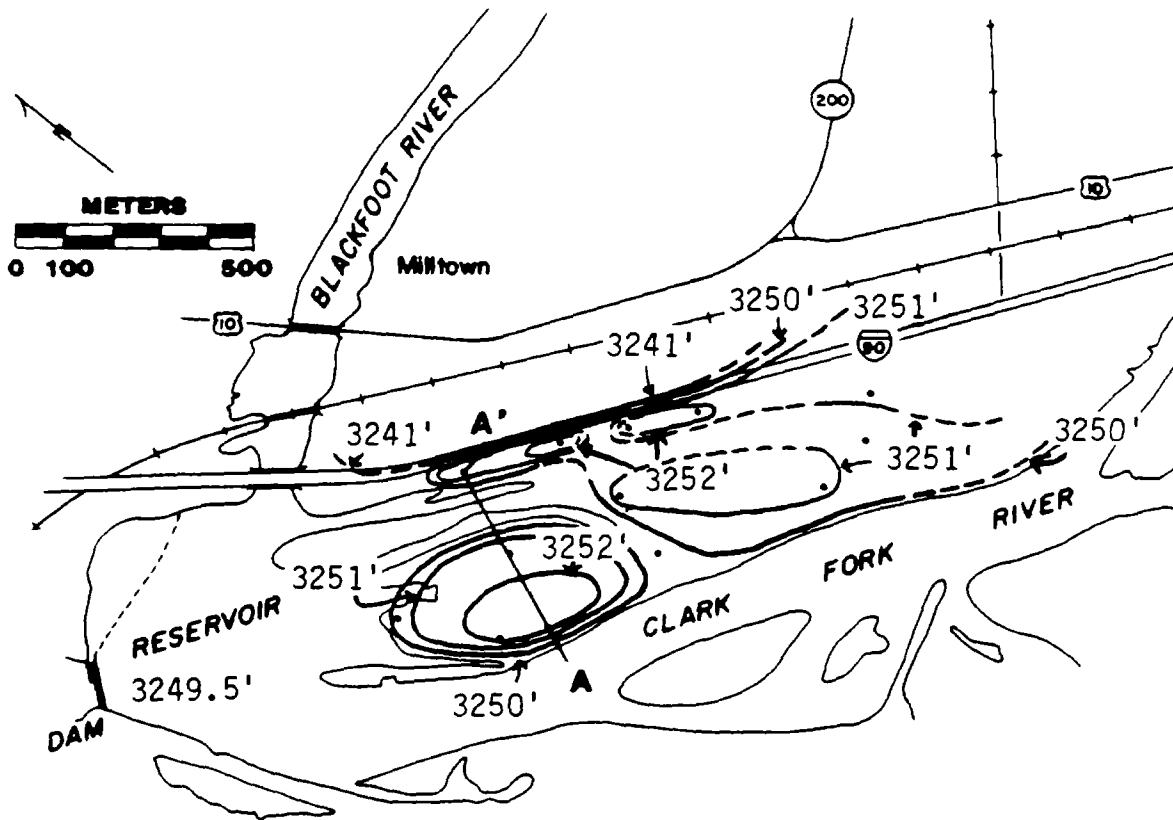 200
10
N
METERS
0 100 500
BLACKFOOT RIVER
Milltown
10
3250'
3251'
3241'
90
A'
3241'
3250'
3251'
3252'
RIVER
3252'
FORK
3251'
RESERVOIR
CLARK
3249.5'
A
3250'
DAM